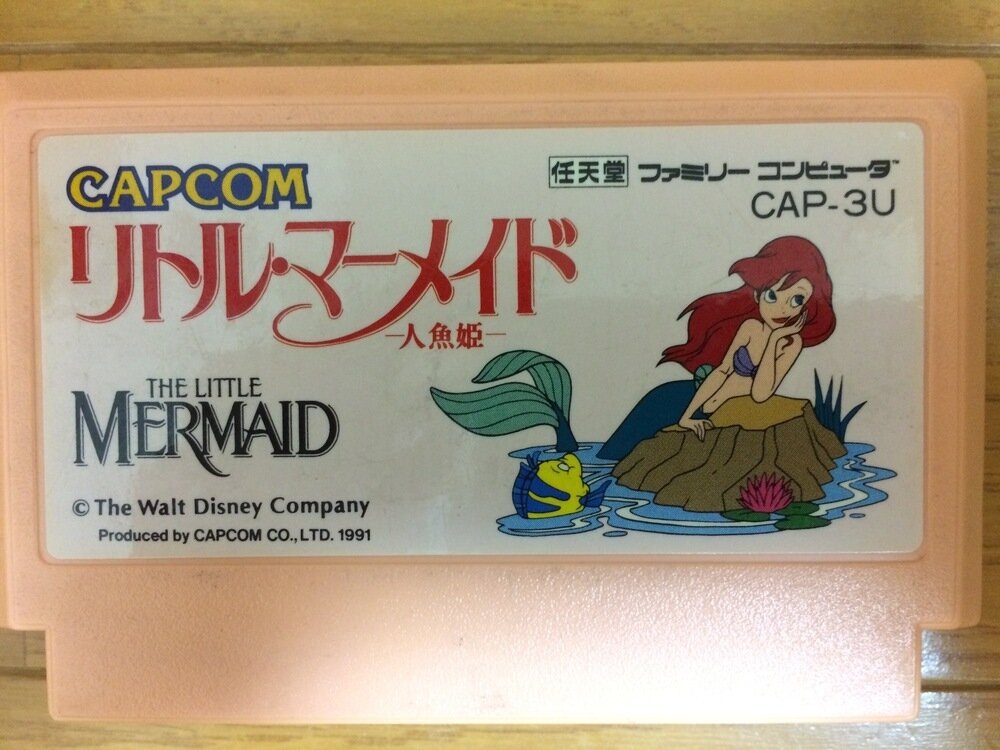 CAPCOM
任天堂 ファミリー コンピュータ™
CAP-3U
リトル・マーメイド
—人魚姫—
THE LITTLE
MERMAID
© The Walt Disney Company
Produced by CAPCOM CO., LTD. 1991